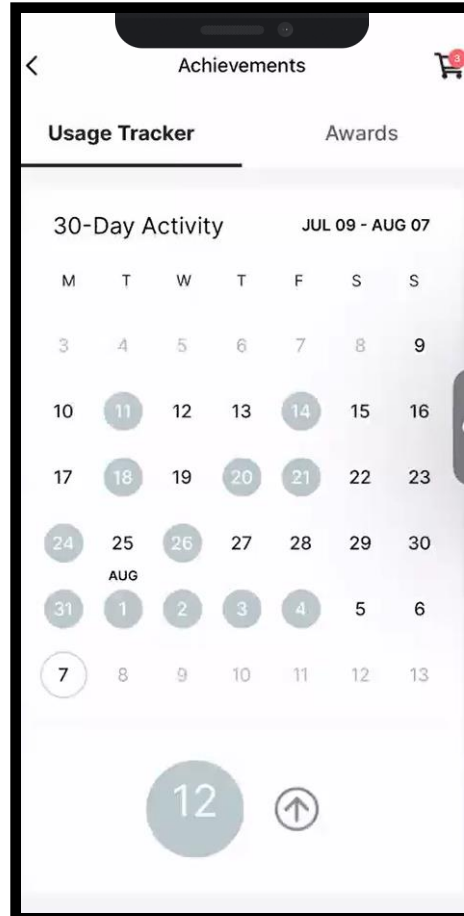 Achievements
3
Usage Tracker Awards
30-Day Activity JUL 09 - AUG 07
M T W T F S S
3 4 5 6 7 8 9
10 11 12 13 14 15 16
17 18 19 20 21 22 23
24 25 26 27 28 29 30
AUG
31 1 2 3 4 5 6
7 8 9 10 11 12 13
12